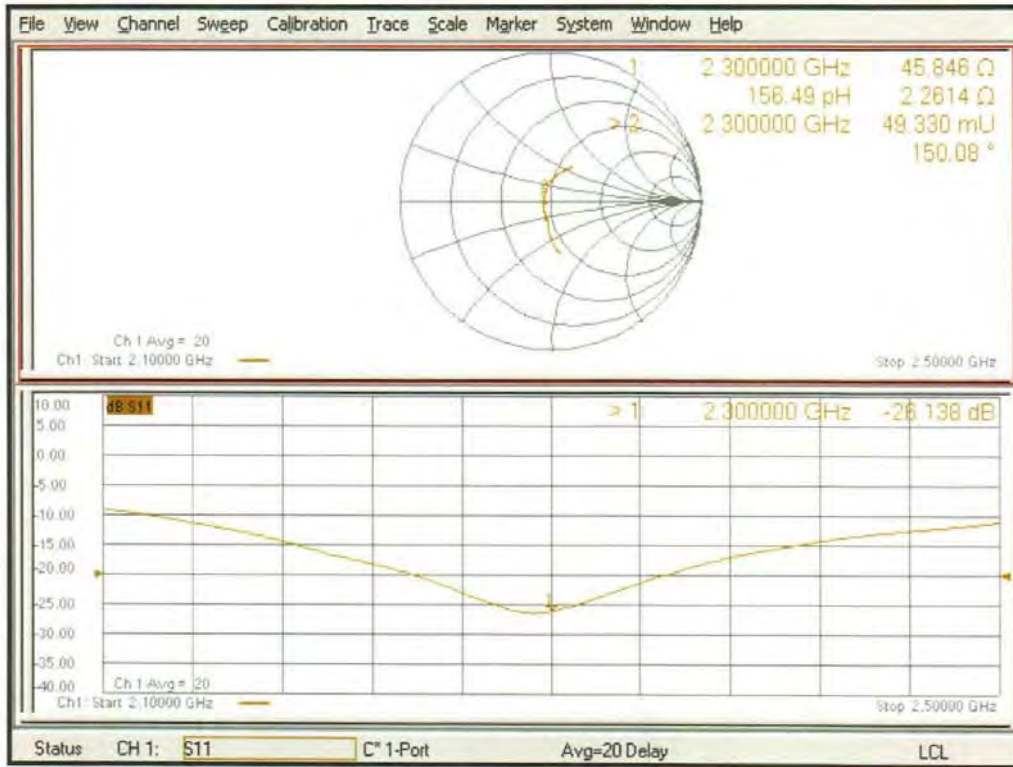 File View Channel Sweep Calibration Trace Scale Marker System Window Help
1 2.300000 GHz 45.846 Ω
156.49 pH 2.2614 Ω
> 2 2.300000 GHz 49.330 mU
150.08 °
Ch 1 Avg = 20
Ch1: Start 2.10000 GHz
Stop 2.50000 GHz
10.00
dB S11
> 1 2.300000 GHz -26.138 dB
5.00
0.00
-5.00
-10.00
-15.00
-20.00
-25.00
1
-30.00
-35.00
-40.00
Ch 1 Avg = 20
Ch1: Start 2.10000 GHz
Stop 2.50000 GHz
Status CH 1: S11 C* 1-Port Avg=20 Delay LCL